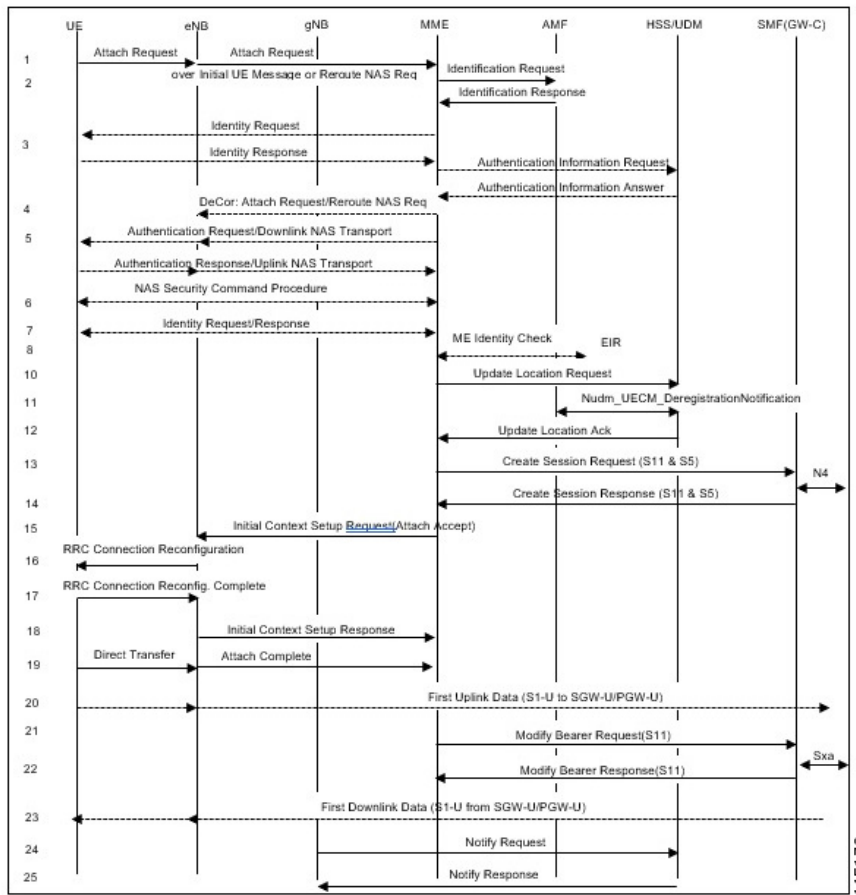 UE eNB gNB MME AMF HSS/UDM SMF(GW-C)
1 Attach Request Attach Request
over Initial UE Message or Reroute NAS Req
2 Identification Request
Identification Response
Identity Request
3
Identity Response
Authentication Information Request
Authentication Information Answer
4 DeCor: Attach Request/Reroute NAS Req
5 Authentication Request/Downlink NAS Transport
Authentication Response/Uplink NAS Transport
6 NAS Security Command Procedure
7 Identity Request/Response
8 ME Identity Check EIR
10 Update Location Request
11 Nudm_UECM_DeregistrationNotification
12 Update Location Ack
13 Create Session Request (S11 & S5)
N4
14 Create Session Response (S11 & S5)
15 Initial Context Setup Request(Attach Accept)
RRC Connection Reconfiguration
16
RRC Connection Reconfig. Complete
17
18 Initial Context Setup Response
19 Direct Transfer Attach Complete
20 First Uplink Data (S1-U to SGW-U/PGW-U)
21 Modify Bearer Request(S11)
Sxa
22 Modify Bearer Response(S11)
23 First Downlink Data (S1-U from SGW-U/PGW-U)
24 Notify Request
25 Notify Response